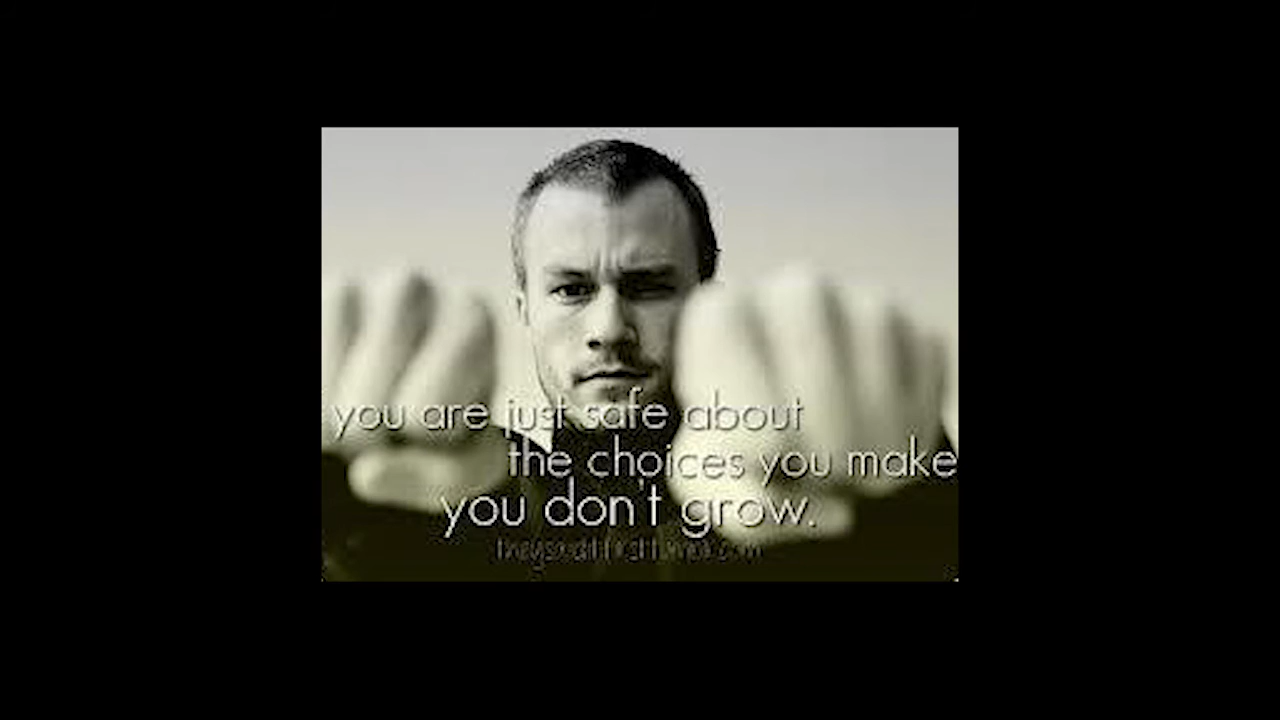 you are just safe about
the choices you make
you don't grow.